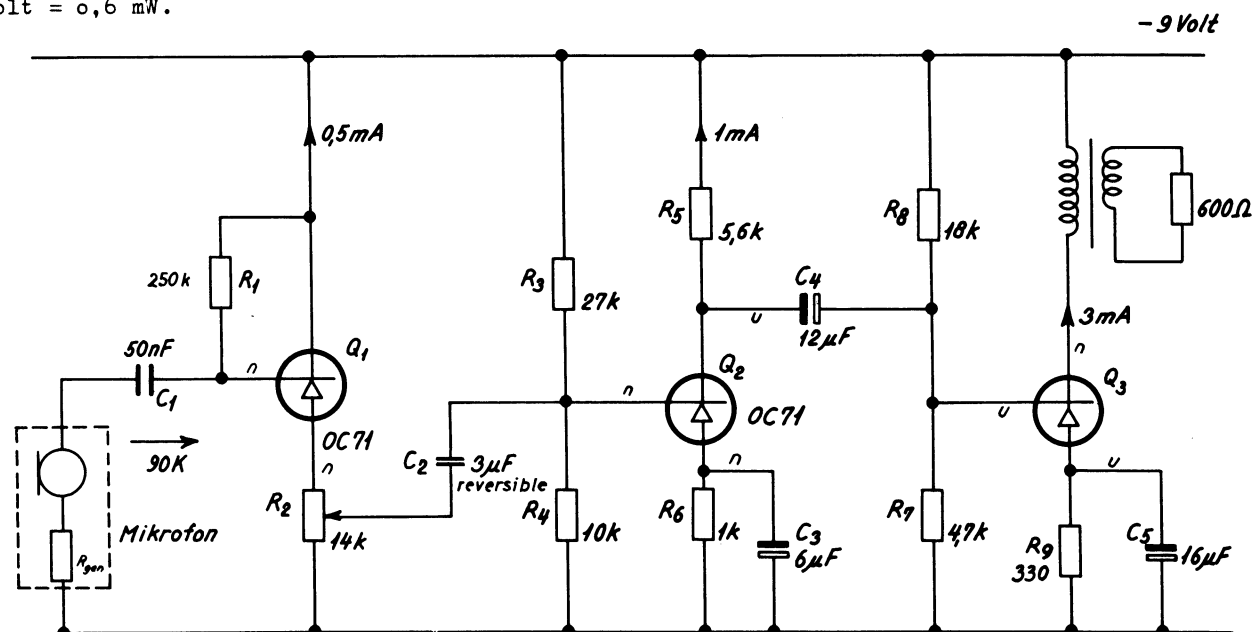 olt = 0,6 mW.
-9Volt
0,5mA
1mA
R5
5,6k
R8
18k
600Ω
250k
R1
R3
27k
C4
12µF
3mA
50nF
C1
Q1
Q2
Q3
OC71
OC71
90K
C2
3µF
reversible
R2
14k
R4
10k
R6
1k
C3
6µF
R7
4,7k
R9
330
C5
16µF
Mikrofon
Rgen
n
n
n
n
u
u
n
u